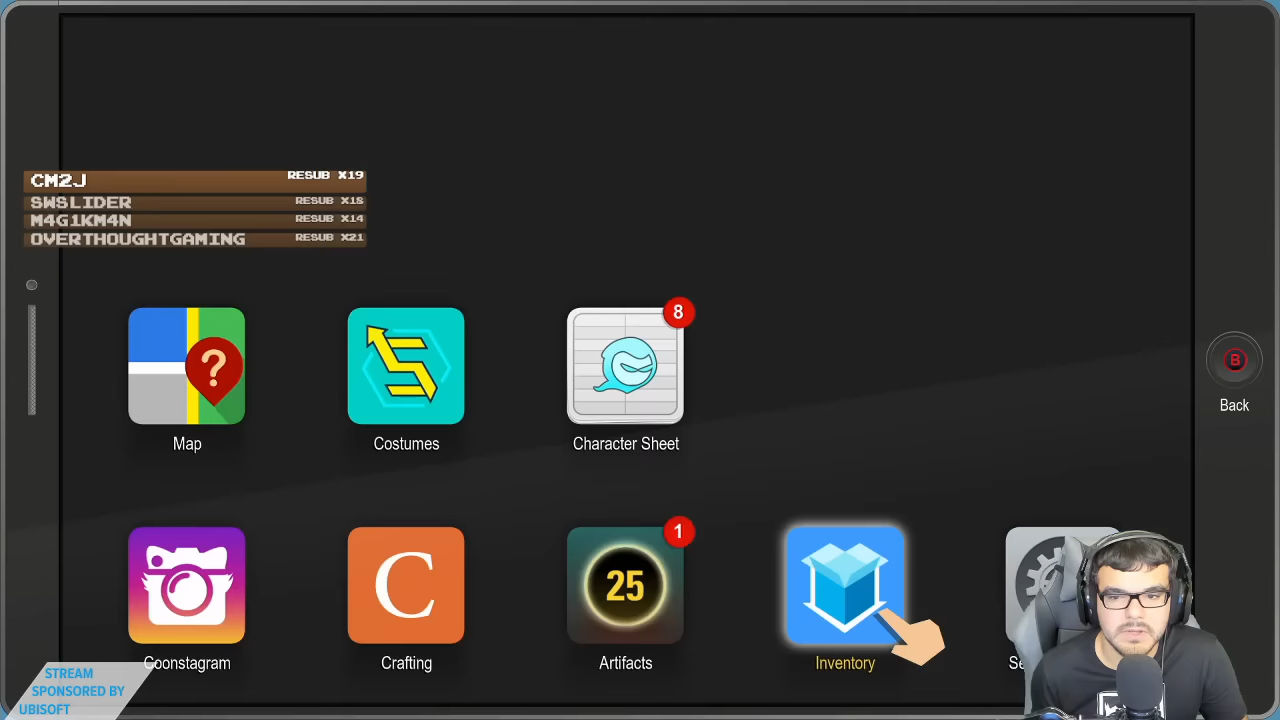 CM2J RESUB X19
SWSLIDER RESUB X18
M4G1KM4N RESUB X14
OVERTHOUGHTGAMING RESUB X21
8
?
Map
Costumes
Character Sheet
B
Back
1
C
25
Coonstagram
Crafting
Artifacts
Inventory
Se
STREAM
SPONSORED BY
UBISOFT